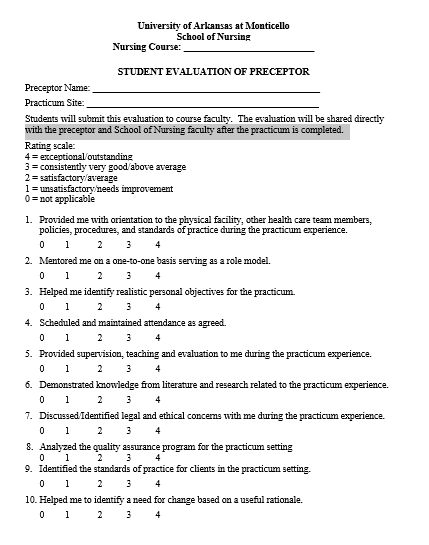 University of Arkansas at Monticello
School of Nursing
Nursing Course: ____________________________
STUDENT EVALUATION OF PRECEPTOR
Preceptor Name: ________________________________________________
Practicum Site: __________________________________________________
Students will submit this evaluation to course faculty. The evaluation will be shared directly
with the preceptor and School of Nursing faculty after the practicum is completed.
Rating scale:
4 = exceptional/outstanding
3 = consistently very good/above average
2 = satisfactory/average
1 = unsatisfactory/needs improvement
0 = not applicable
1. Provided me with orientation to the physical facility, other health care team members,
policies, procedures, and standards of practice during the practicum experience.
0 1 2 3 4
2. Mentored me on a one-to-one basis serving as a role model.
0 1 2 3 4
3. Helped me identify realistic personal objectives for the practicum.
0 1 2 3 4
4. Scheduled and maintained attendance as agreed.
0 1 2 3 4
5. Provided supervision, teaching and evaluation to me during the practicum experience.
0 1 2 3 4
6. Demonstrated knowledge from literature and research related to the practicum experience.
0 1 2 3 4
7. Discussed/Identified legal and ethical concerns with me during the practicum experience.
0 1 2 3 4
8. Analyzed the quality assurance program for the practicum setting
0 1 2 3 4
9. Identified the standards of practice for clients in the practicum setting.
0 1 2 3 4
10. Helped me to identify a need for change based on a useful rationale.
0 1 2 3 4